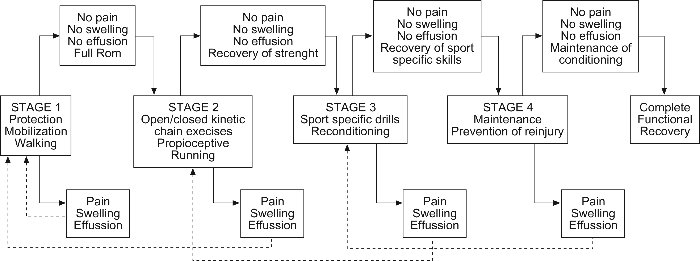 No pain
No swelling
No effusion
Full Rom
No pain
No swelling
No effusion
Recovery of strenght
No pain
No swelling
No effusion
Recovery of sport
specific skills
No pain
No swelling
No effusion
Maintenance of
conditioning
STAGE 1
Protection
Mobilization
Walking
STAGE 2
Open/closed kinetic
chain execises
Propioceptive
Running
STAGE 3
Sport specific drills
Reconditioning
STAGE 4
Maintenance
Prevention of reinjury
Complete
Functional
Recovery
Pain
Swelling
Effussion
Pain
Swelling
Effussion
Pain
Swelling
Effussion
Pain
Swelling
Effussion